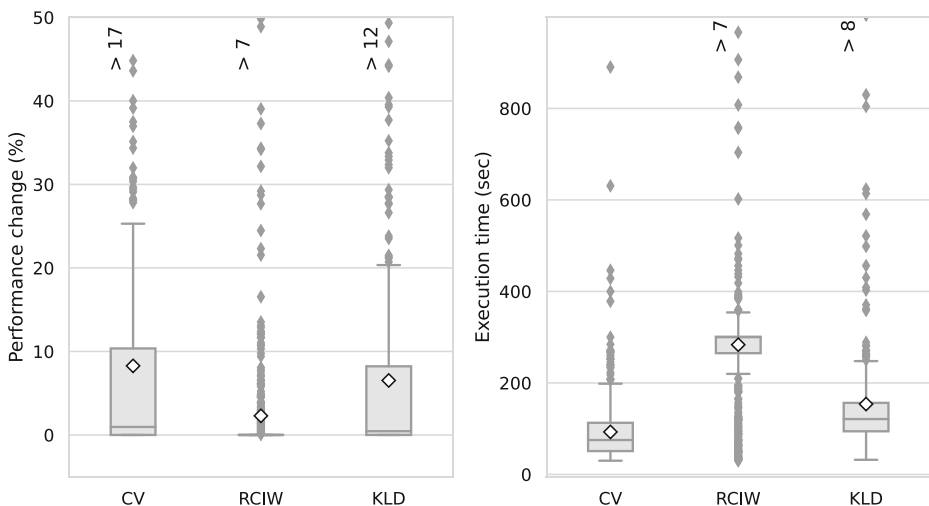 Performance change (%)
50
40
30
20
10
0
> 17
> 7
> 12
CV
RCIW
KLD
Execution time (sec)
800
600
400
200
0
> 7
> 8
CV
RCIW
KLD